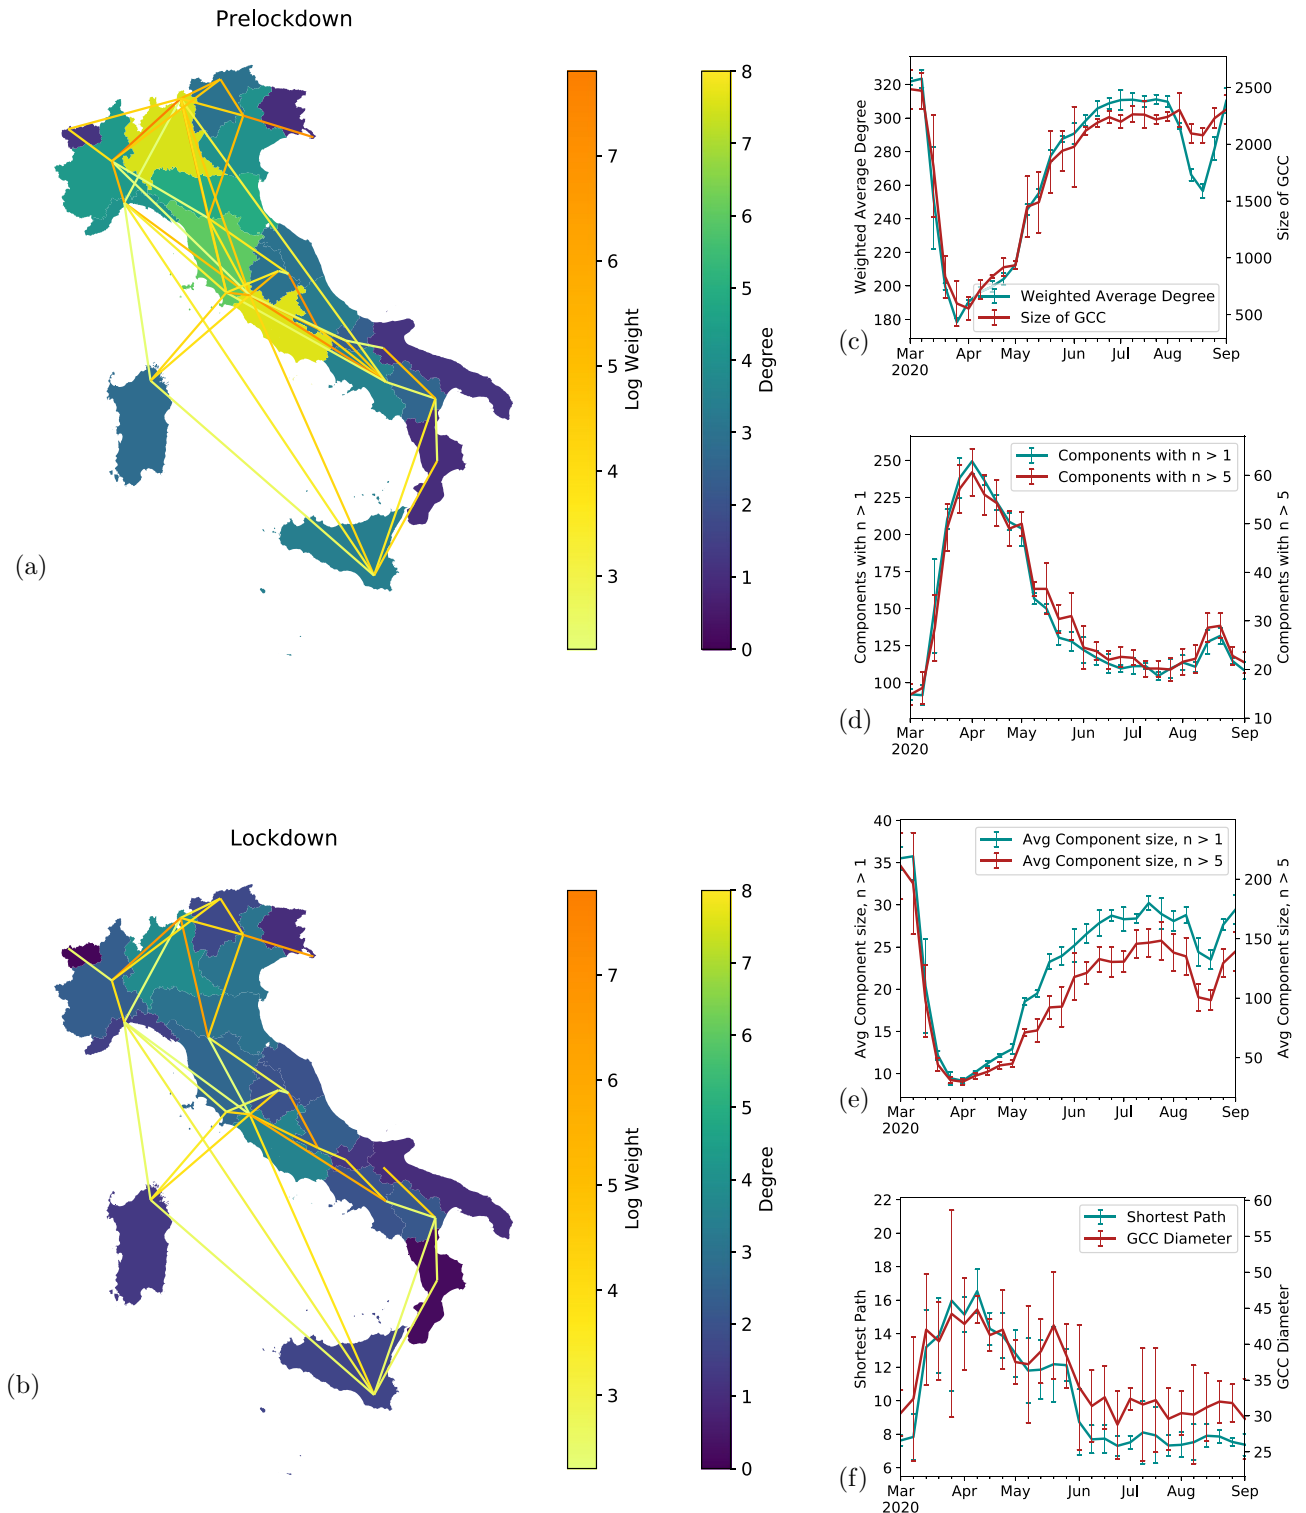 Prelockdown
(a)
7
6
5
4
3
Log Weight
8
7
6
5
4
3
2
1
0
Degree
320
300
280
260
240
220
200
180
Weighted Average Degree
2500
2000
1500
1000
500
Size of GCC
Weighted Average Degree
Size of GCC
(c)
Mar Apr May Jun Jul Aug Sep
2020
250
225
200
175
150
125
100
Components with n > 1
60
50
40
30
20
10
Components with n > 5
Components with n > 1
Components with n > 5
(d)
Mar Apr May Jun Jul Aug Sep
2020
Lockdown
(b)
7
6
5
4
3
Log Weight
8
7
6
5
4
3
2
1
0
Degree
40
35
30
25
20
15
10
Avg Component size, n > 1
200
150
100
50
Avg Component size, n > 5
Avg Component size, n > 1
Avg Component size, n > 5
(e)
Mar Apr May Jun Jul Aug Sep
2020
22
20
18
16
14
12
10
8
6
Shortest Path
60
55
50
45
40
35
30
25
GCC Diameter
Shortest Path
GCC Diameter
(f)
Mar Apr May Jun Jul Aug Sep
2020